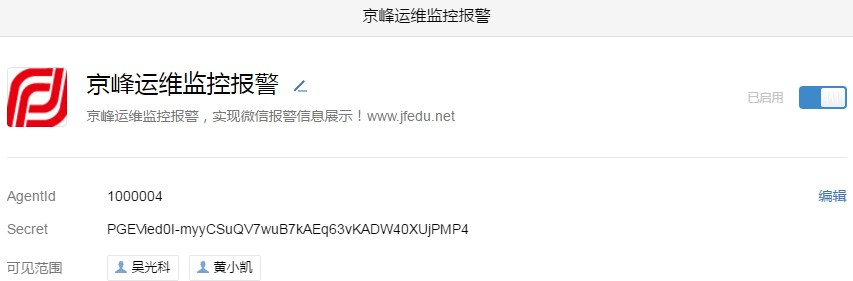 京峰运维监控报警
京峰运维监控报警
京峰运维监控报警，实现微信报警信息展示！www.jfedu.net
已启用
AgentId 1000004 编辑
Secret PGEVied0I-myyCSuQV7wuB7kAEq63vKADW40XUjPMP4
可见范围 吴光科 黄小凯